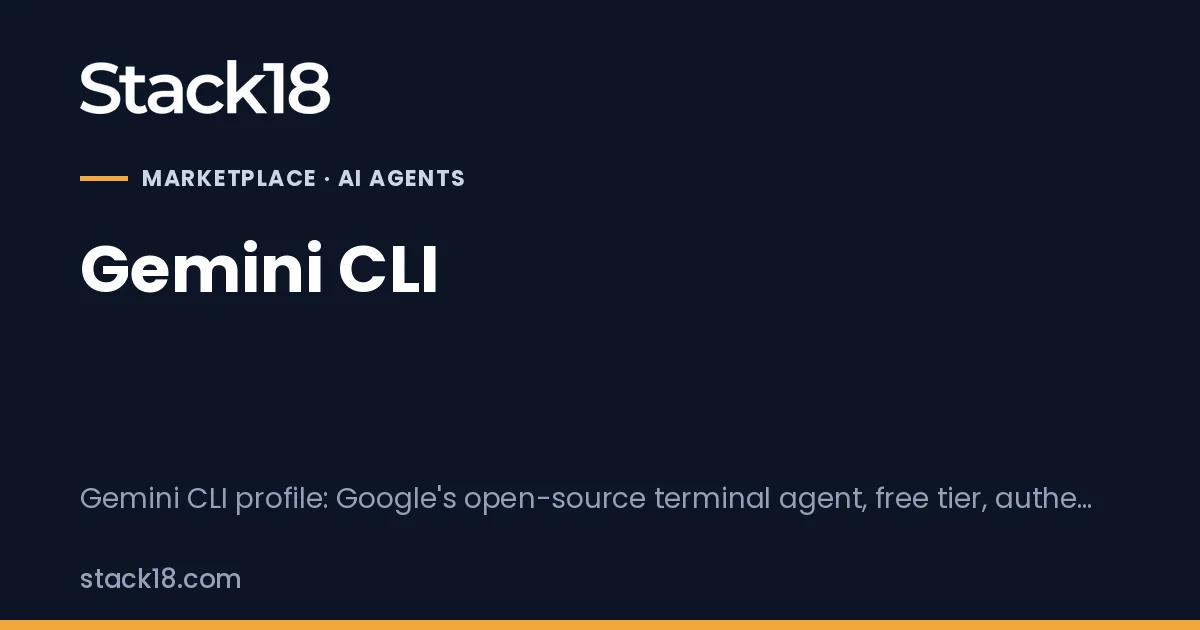 Stack18
MARKETPLACE · AI AGENTS
Gemini CLI
Gemini CLI profile: Google's open-source terminal agent, free tier, authe...
stack18.com